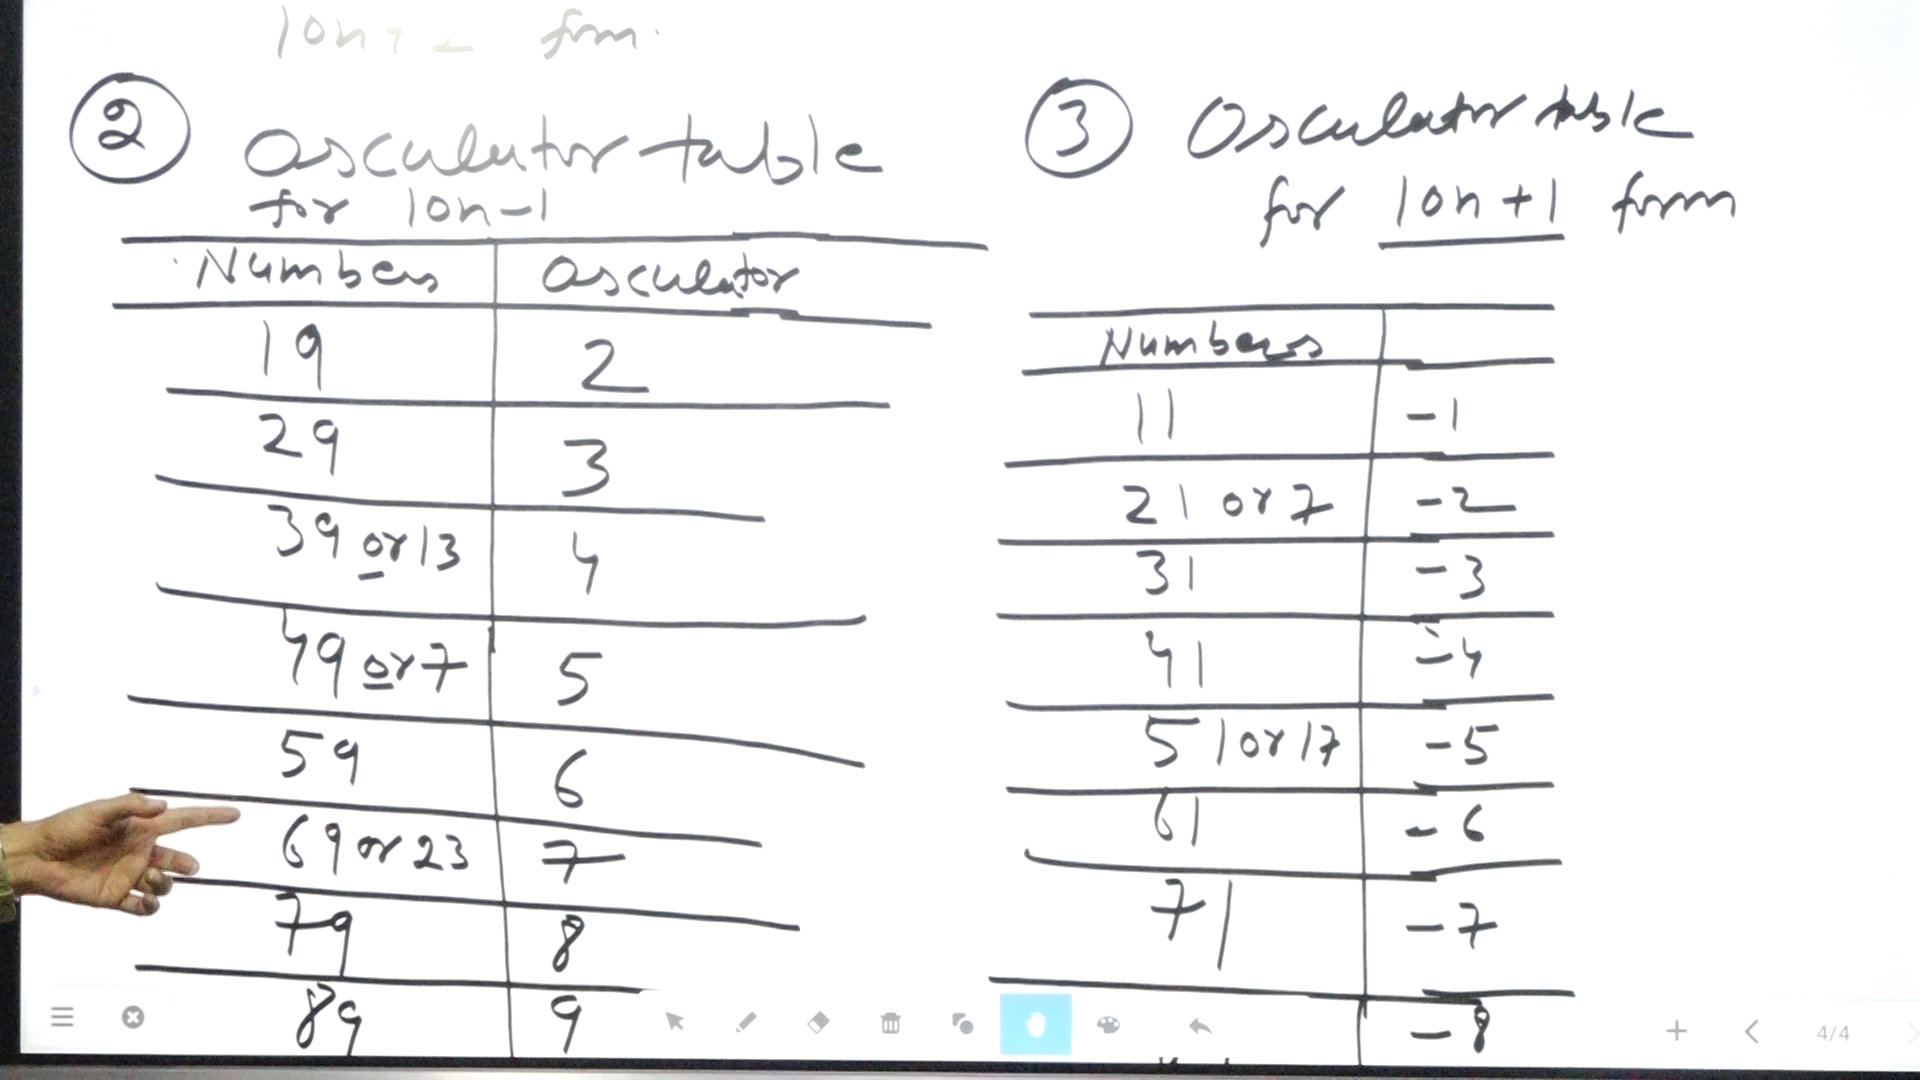 10n+1 form.
② Osculator table
for 10n-1
Numbers Osculator
19 2
29 3
39 or 13 4
49 or 7 5
59 6
69 or 23 7
79 8
89 9
③ Osculator table
for 10n+1 form
Numbers
11 -1
21 or 7 -2
31 -3
41 -4
51 or 17 -5
61 -6
71 -7
-8
4/4